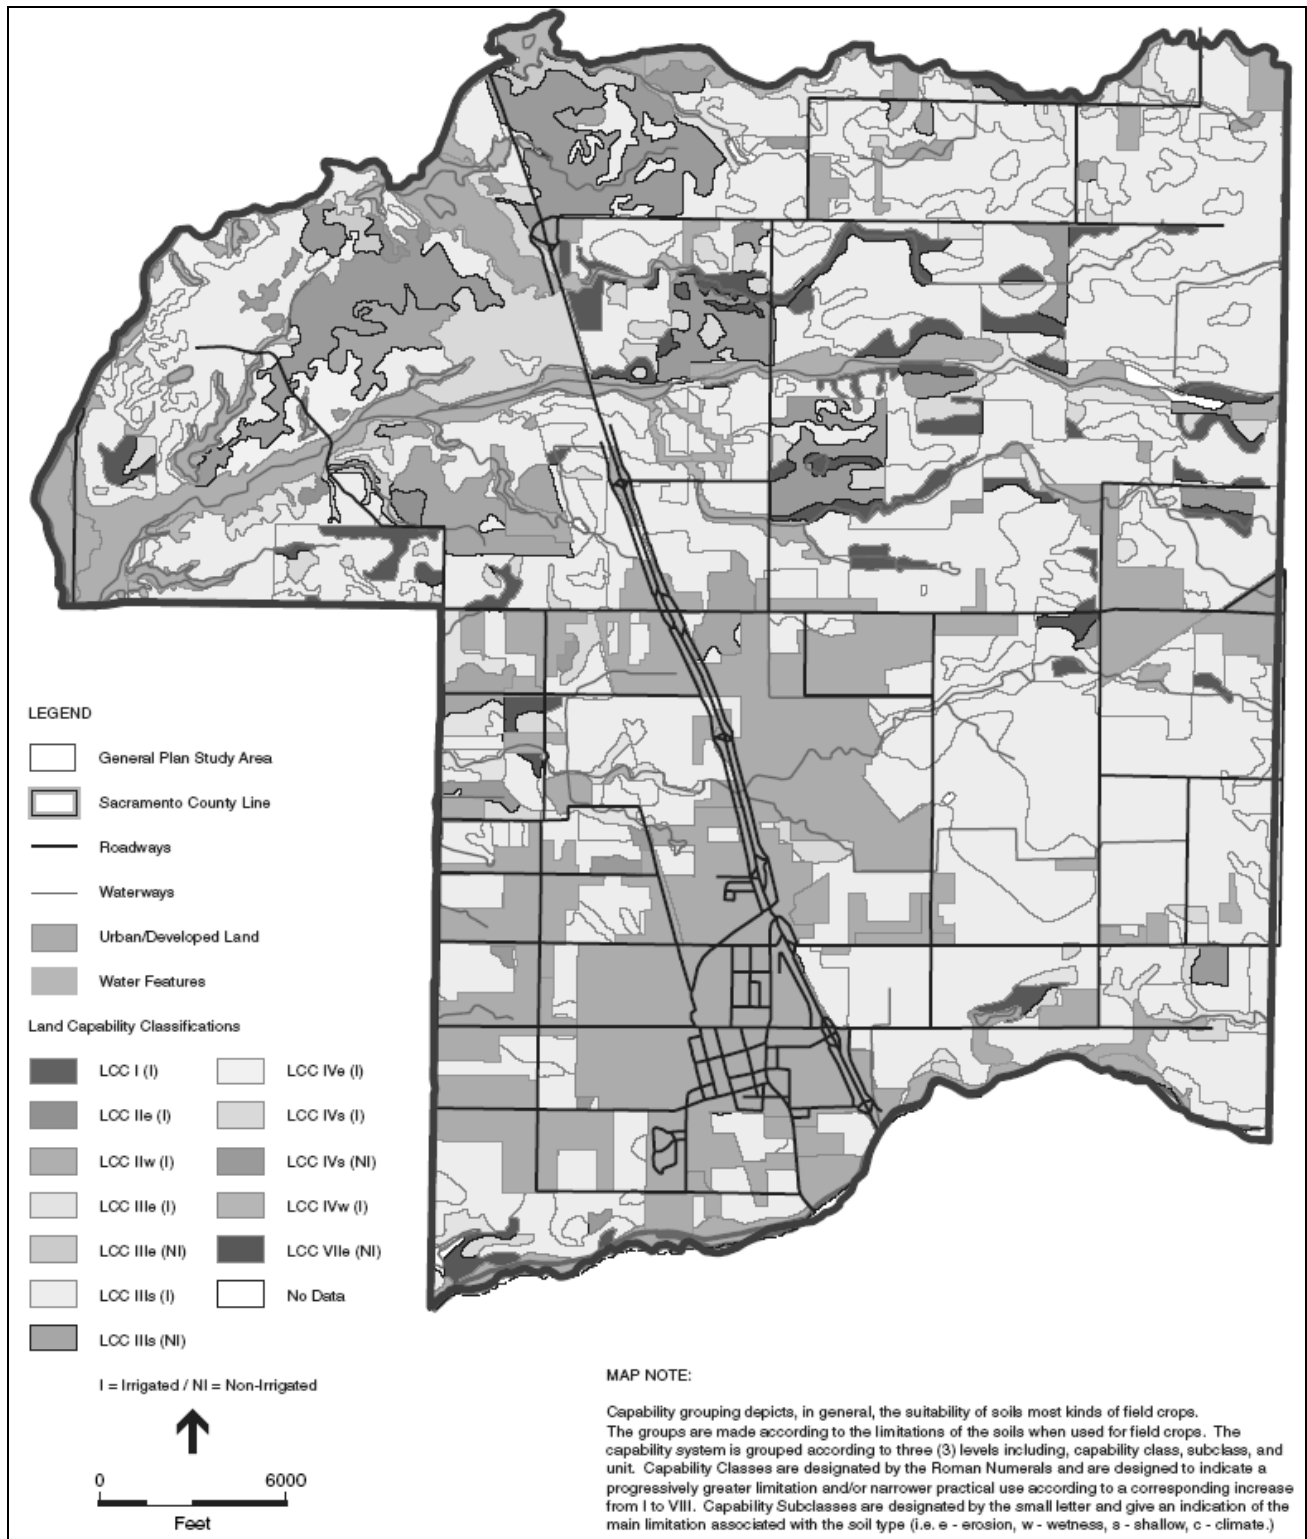 LEGEND
General Plan Study Area
Sacramento County Line
Roadways
Waterways
Urban/Developed Land
Water Features
Land Capability Classifications
LCC I (I)
LCC IIe (I)
LCC IIw (I)
LCC IIIe (I)
LCC IIIe (NI)
LCC IIIs (I)
LCC IIIs (NI)
LCC IVe (I)
LCC IVs (I)
LCC IVs (NI)
LCC IVw (I)
LCC VIIe (NI)
No Data
I = Irrigated / NI = Non-Irrigated
0 6000
Feet
MAP NOTE:
Capability grouping depicts, in general, the suitability of soils most kinds of field crops.
The groups are made according to the limitations of the soils when used for field crops. The
capability system is grouped according to three (3) levels including, capability class, subclass, and
unit. Capability Classes are designated by the Roman Numerals and are designed to indicate a
progressively greater limitation and/or narrower practical use according to a corresponding increase
from I to VIII. Capability Subclasses are designated by the small letter and give an indication of the
main limitation associated with the soil type (i.e. e - erosion, w - wetness, s - shallow, c - climate.)